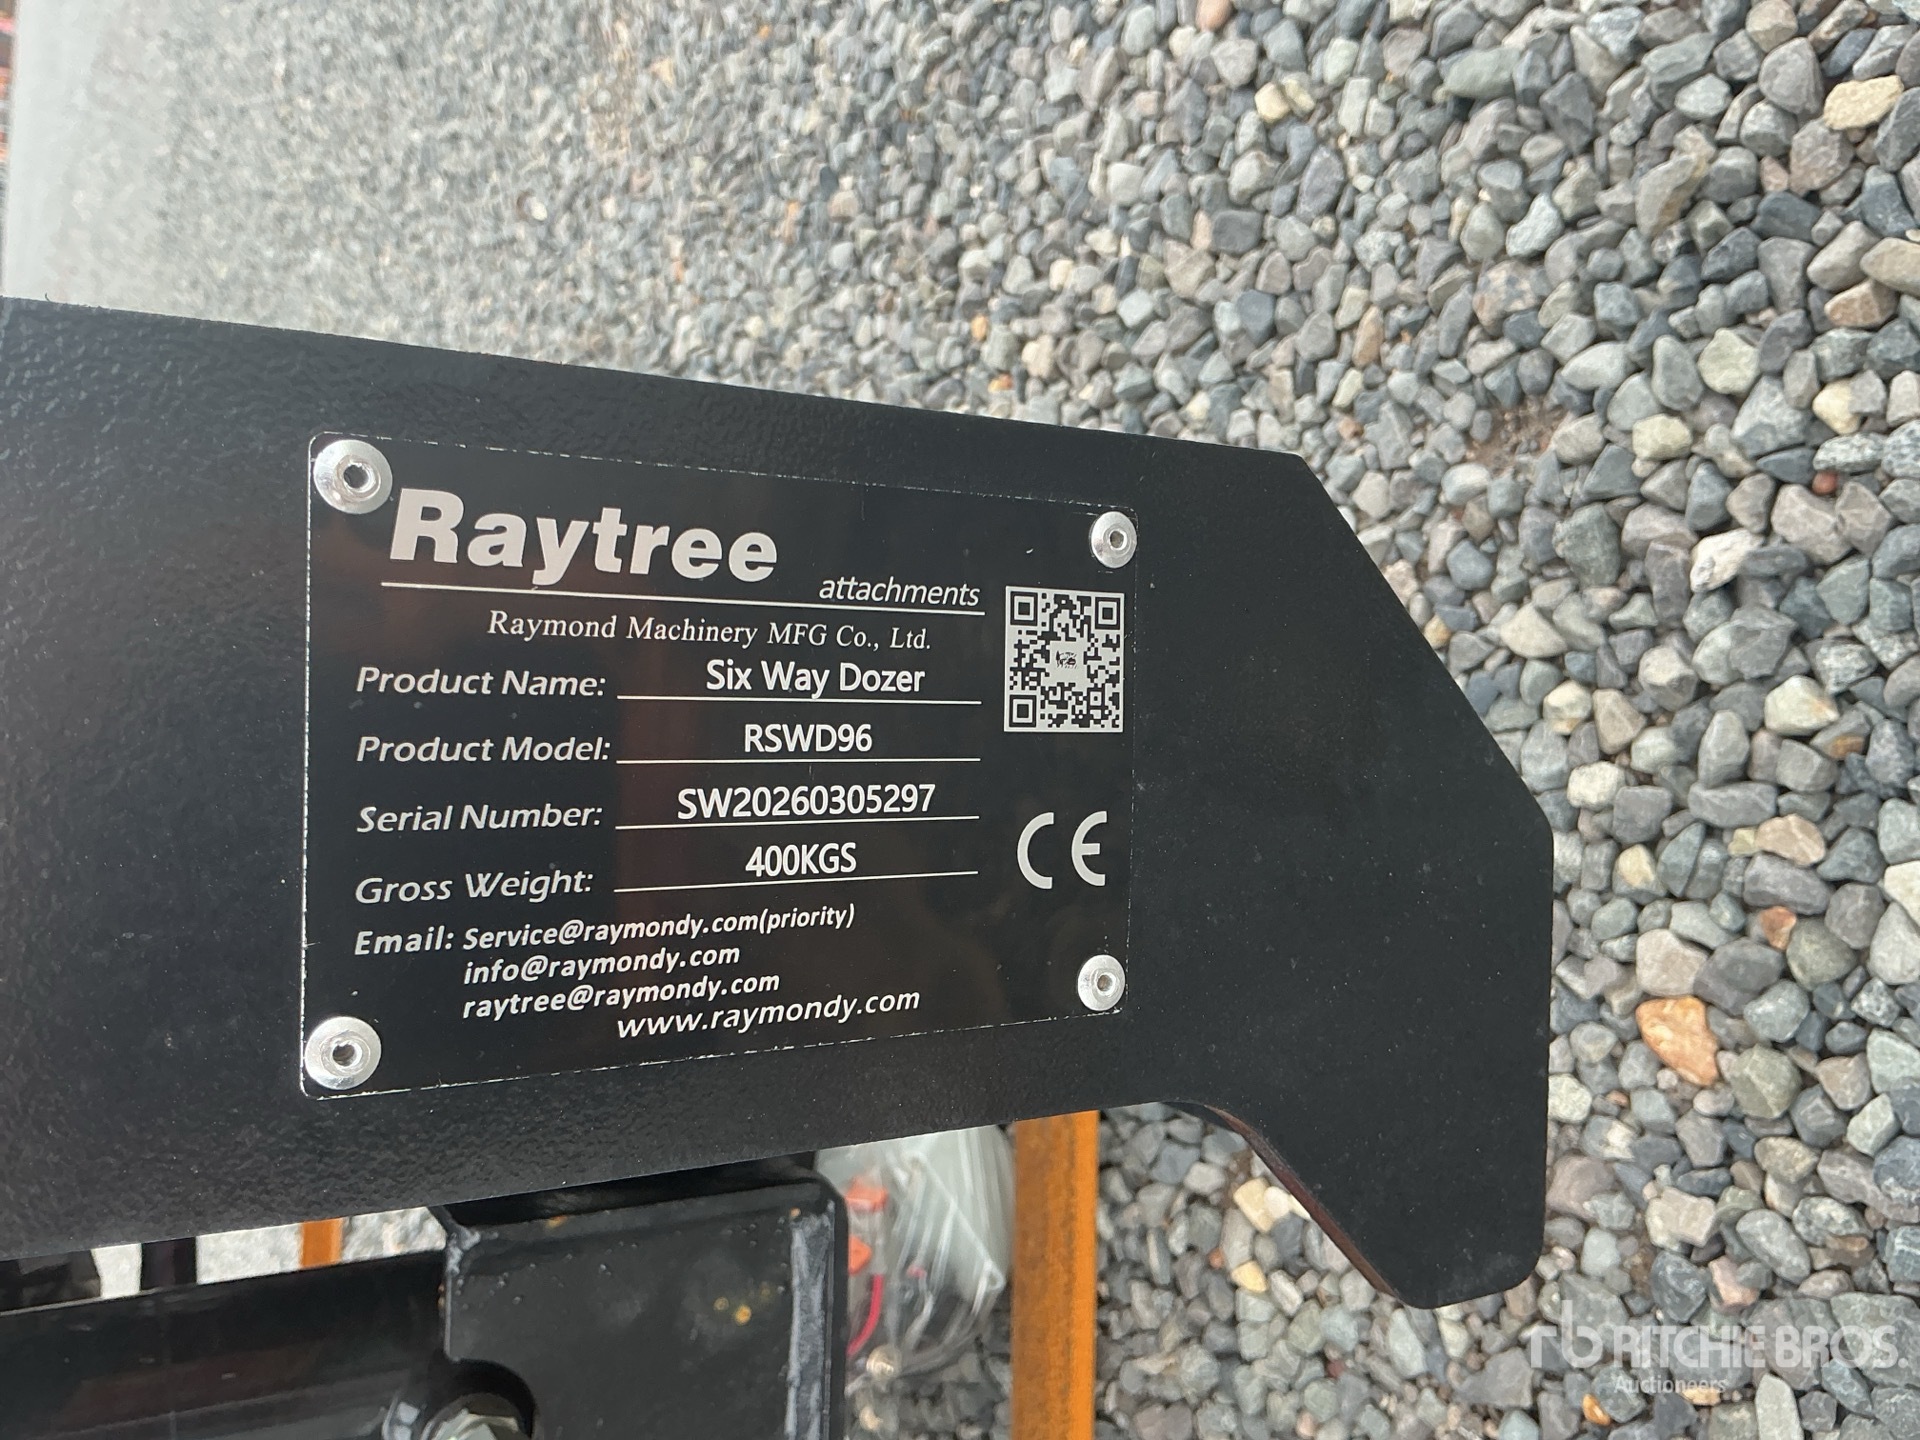 Raytree
attachments
Raymond Machinery MFG Co., Ltd.
Product Name: Six Way Dozer
Product Model: RSWD96
Serial Number: SW20260305297
Gross Weight: 400KGS
CE
Email: Service@raymondy.com(priority)
info@raymondy.com
raytree@raymondy.com
www.raymondy.com
rb RITCHIE BROS.
Auctioneers